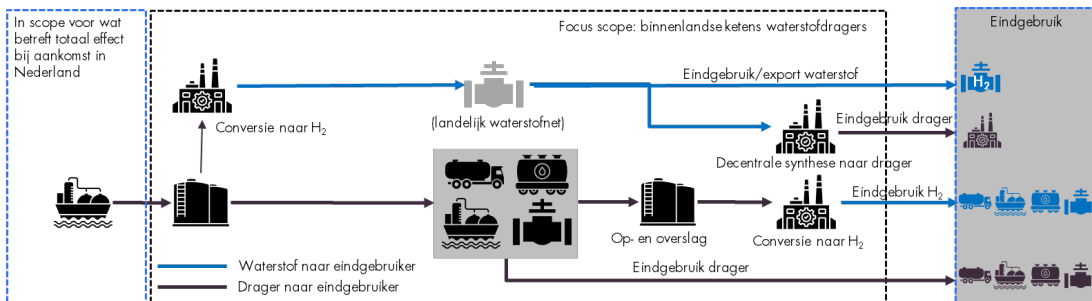 In scope voor wat
betreft totaal effect
bij aankomst in
Nederland
Focus scope: binnenlandse ketens waterstofdragers
Eindgebruik
Eindgebruik/export waterstof
H₂
Conversie naar H₂
(landelijk waterstofnet)
Eindgebruik drager
Decentrale synthese naar drager
Eindgebruik H₂
Op- en overslag
Conversie naar H₂
Waterstof naar eindgebruiker
Eindgebruik drager
Drager naar eindgebruiker